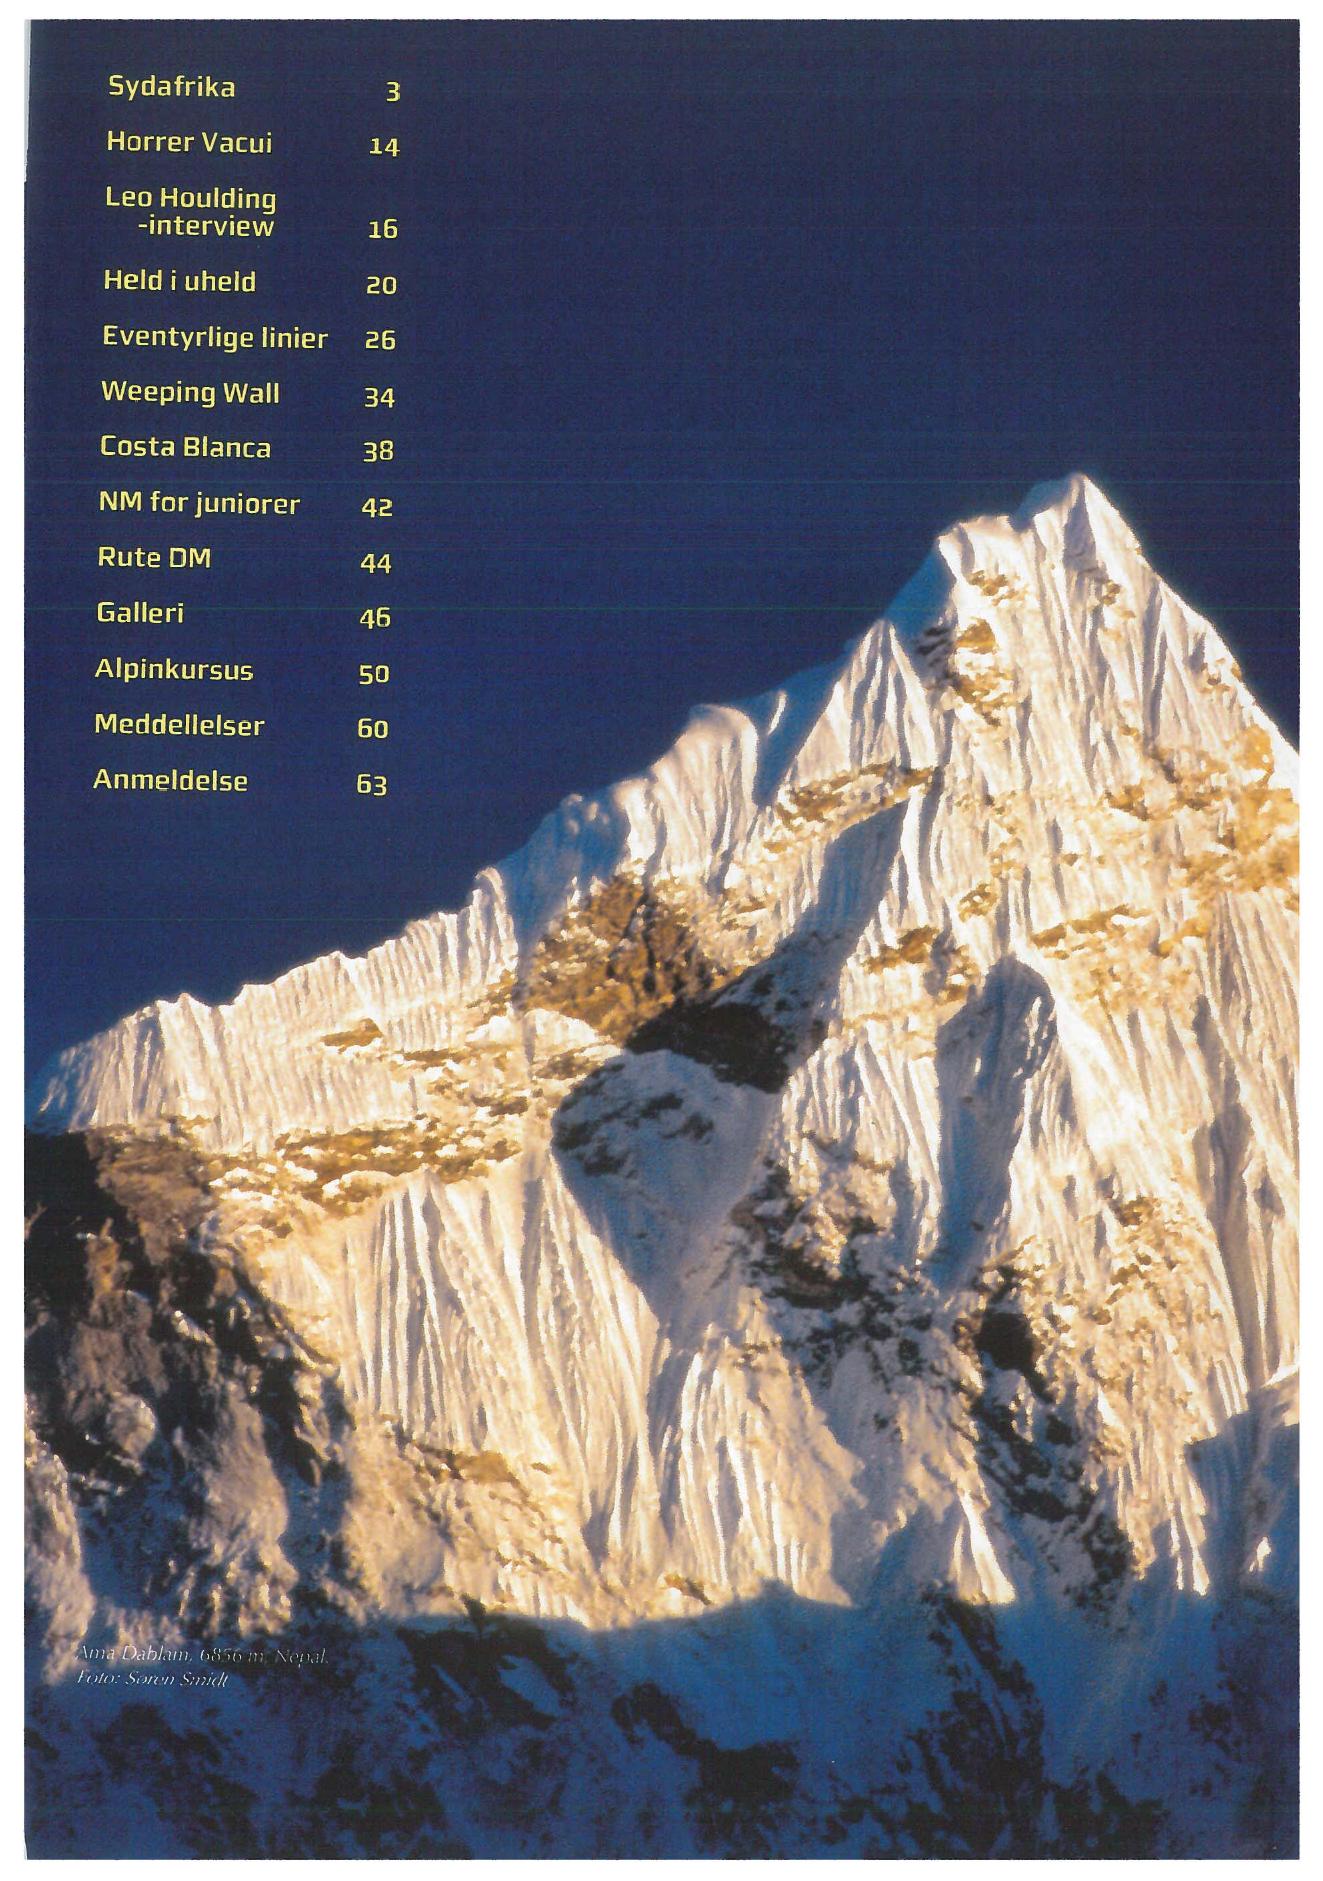 Sydafrika 3
Horrer Vacui 14
Leo Houlding
-interview 16
Held i uheld 20
Eventyrlige linier 26
Weeping Wall 34
Costa Blanca 38
NM for juniorer 42
Rute DM 44
Galleri 46
Alpinkursus 50
Meddellelser 60
Anmeldelse 63
Ama Dablam, 6856 m, Nepal.
Foto: Søren Smidt